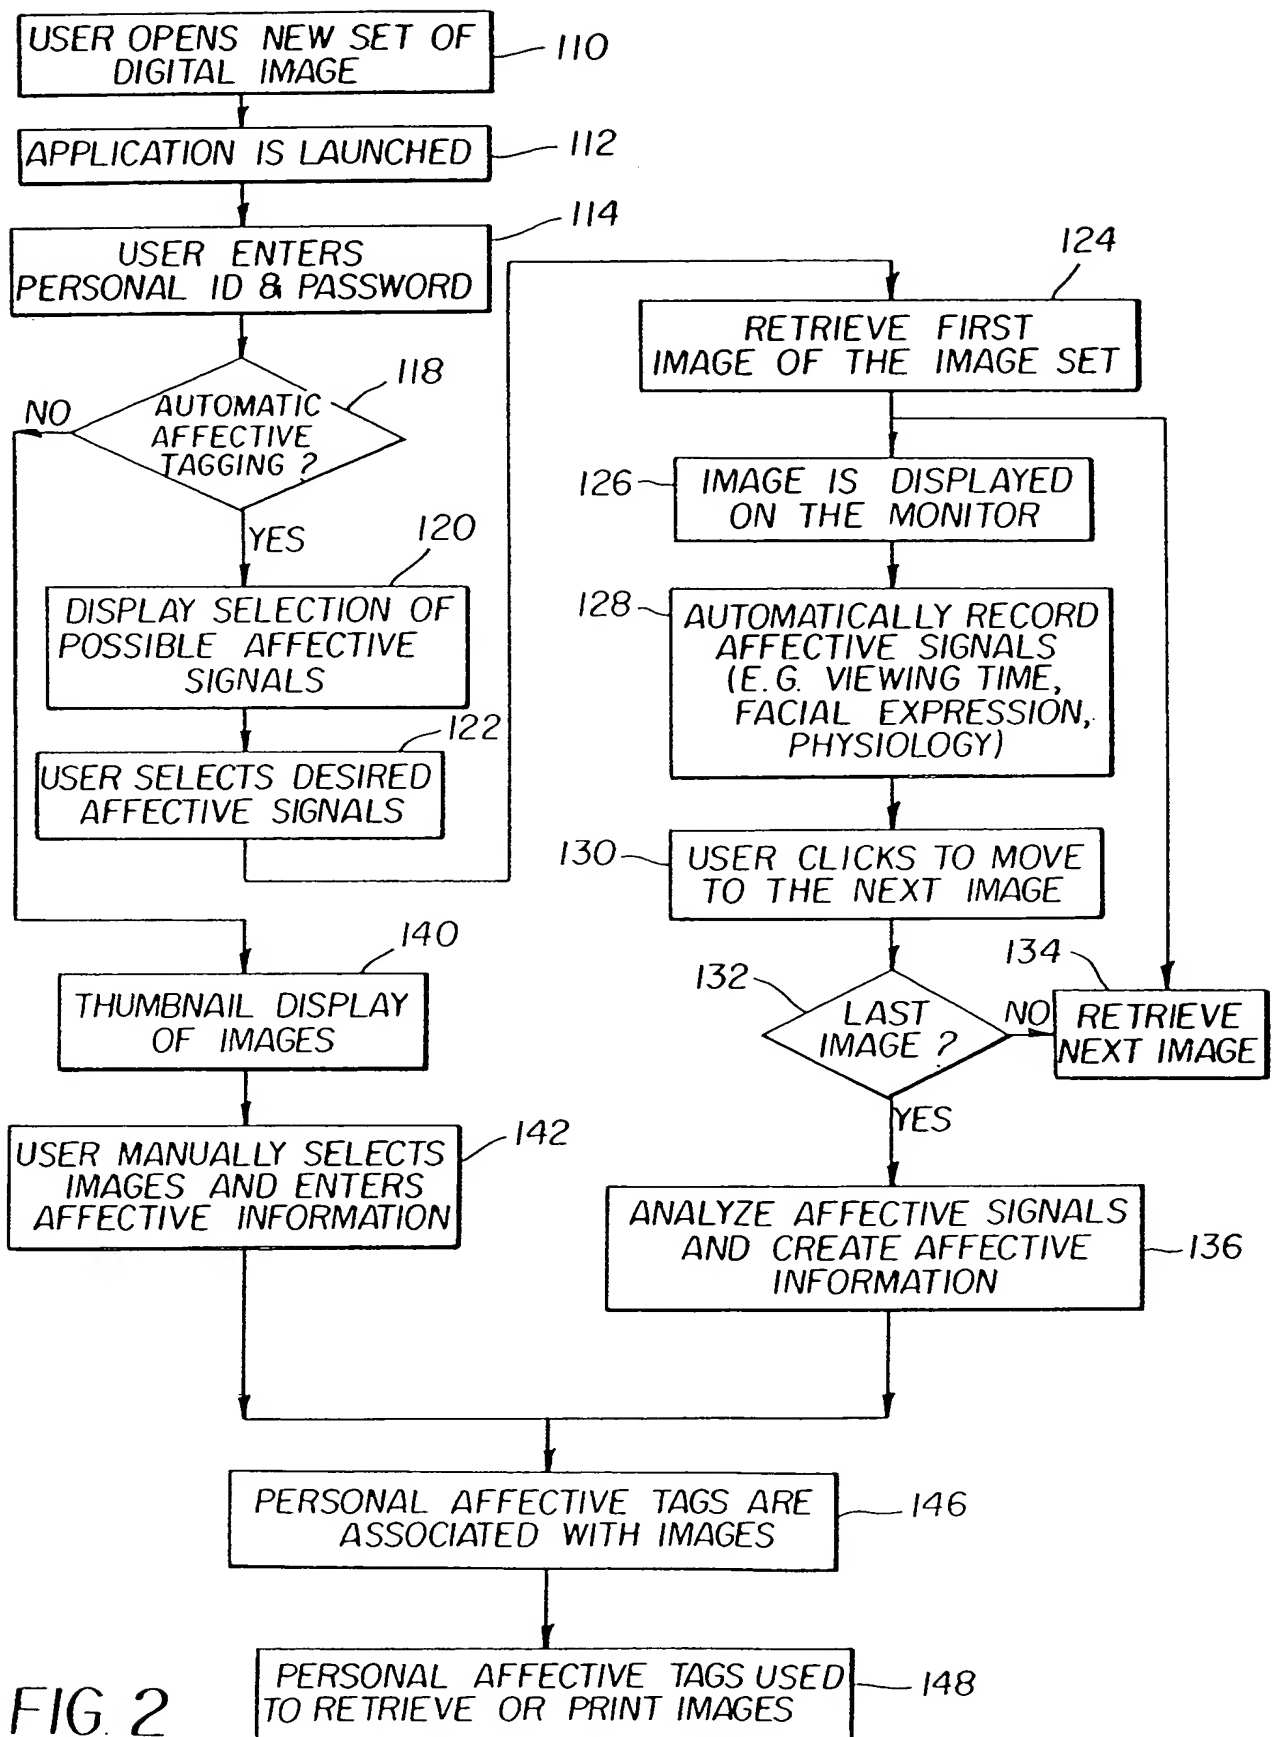 USER OPENS NEW SET OF
DIGITAL IMAGE
110
APPLICATION IS LAUNCHED
112
114
USER ENTERS
PERSONAL ID & PASSWORD
118
NO
AUTOMATIC
AFFECTIVE
TAGGING ?
YES
120
DISPLAY SELECTION OF
POSSIBLE AFFECTIVE
SIGNALS
122
USER SELECTS DESIRED
AFFECTIVE SIGNALS
124
RETRIEVE FIRST
IMAGE OF THE IMAGE SET
126
IMAGE IS DISPLAYED
ON THE MONITOR
128
AUTOMATICALLY RECORD
AFFECTIVE SIGNALS
(E.G. VIEWING TIME,
FACIAL EXPRESSION,
PHYSIOLOGY)
130
USER CLICKS TO MOVE
TO THE NEXT IMAGE
132
LAST
IMAGE ?
NO
134
RETRIEVE
NEXT IMAGE
YES
136
ANALYZE AFFECTIVE SIGNALS
AND CREATE AFFECTIVE
INFORMATION
140
THUMBNAIL DISPLAY
OF IMAGES
142
USER MANUALLY SELECTS
IMAGES AND ENTERS
AFFECTIVE INFORMATION
PERSONAL AFFECTIVE TAGS ARE
ASSOCIATED WITH IMAGES
146
PERSONAL AFFECTIVE TAGS USED
TO RETRIEVE OR PRINT IMAGES
148
FIG. 2